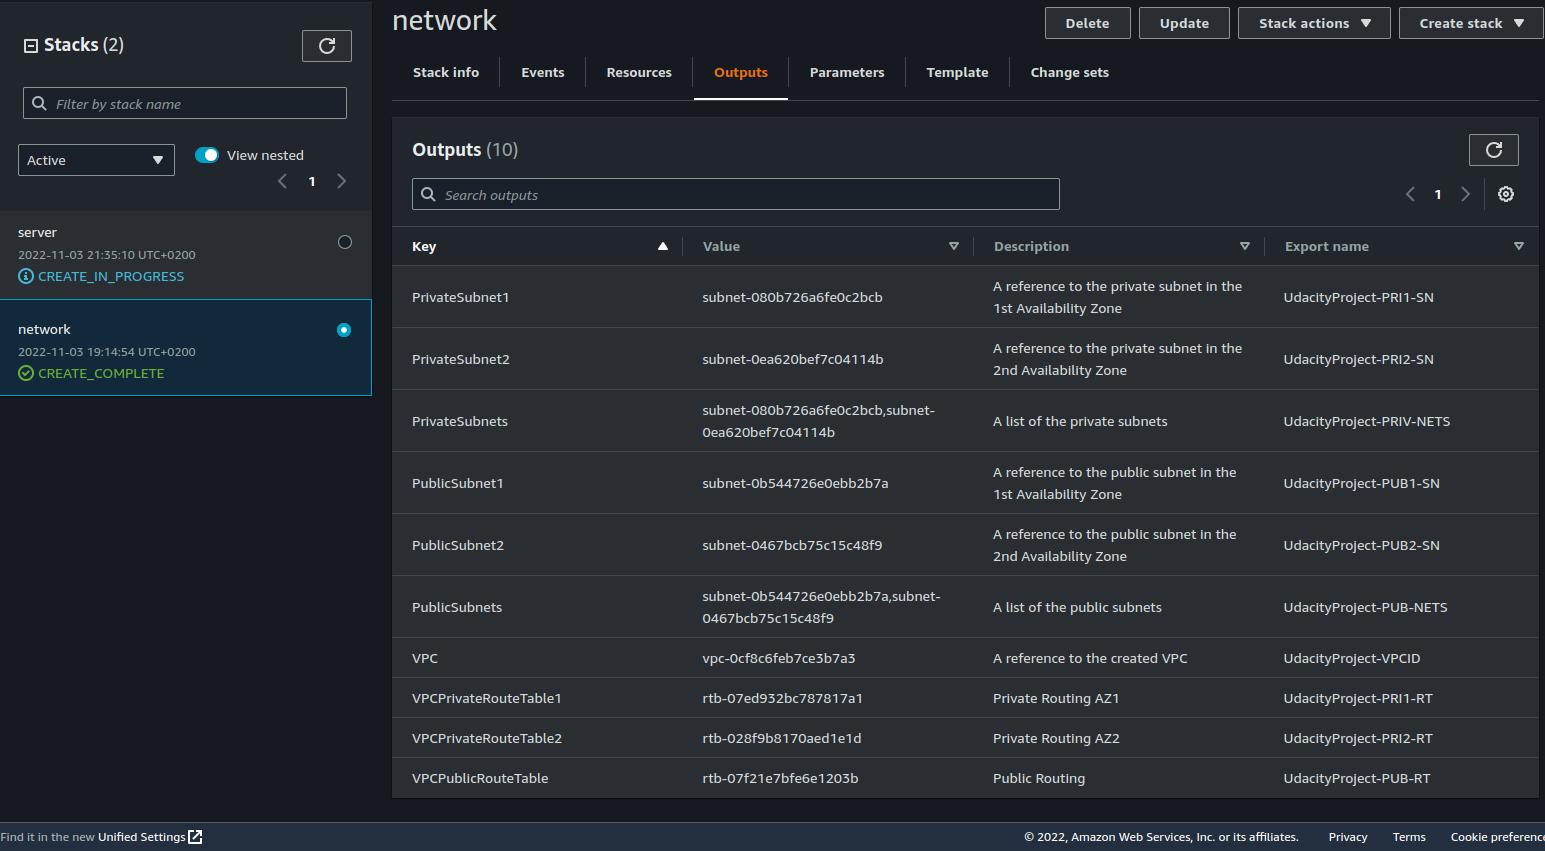 Stacks (2)
Filter by stack name
Active
View nested
1
server
2022-11-03 21:35:10 UTC+0200
CREATE_IN_PROGRESS
network
2022-11-03 19:14:54 UTC+0200
CREATE_COMPLETE
network
Delete Update Stack actions Create stack
Stack info Events Resources Outputs Parameters Template Change sets
Outputs (10)
Search outputs
1
Key Value Description Export name
PrivateSubnet1 subnet-080b726a6fe0c2bcb A reference to the private subnet in the UdacityProject-PRI1-SN
1st Availability Zone
PrivateSubnet2 subnet-0ea620bef7c04114b A reference to the private subnet in the UdacityProject-PRI2-SN
2nd Availability Zone
PrivateSubnets subnet-080b726a6fe0c2bcb,subnet- A list of the private subnets UdacityProject-PRIV-NETS
0ea620bef7c04114b
PublicSubnet1 subnet-0b544726e0ebb2b7a A reference to the public subnet in the UdacityProject-PUB1-SN
1st Availability Zone
PublicSubnet2 subnet-0467bcb75c15c48f9 A reference to the public subnet in the UdacityProject-PUB2-SN
2nd Availability Zone
PublicSubnets subnet-0b544726e0ebb2b7a,subnet- A list of the public subnets UdacityProject-PUB-NETS
0467bcb75c15c48f9
VPC vpc-0cf8c6feb7ce3b7a3 A reference to the created VPC UdacityProject-VPCID
VPCPrivateRouteTable1 rtb-07ed932bc787817a1 Private Routing AZ1 UdacityProject-PRI1-RT
VPCPrivateRouteTable2 rtb-028f9b8170aed1e1d Private Routing AZ2 UdacityProject-PRI2-RT
VPCPublicRouteTable rtb-07f21e7bfe6e1203b Public Routing UdacityProject-PUB-RT
Find it in the new Unified Settings © 2022, Amazon Web Services, Inc. or its affiliates. Privacy Terms Cookie preference